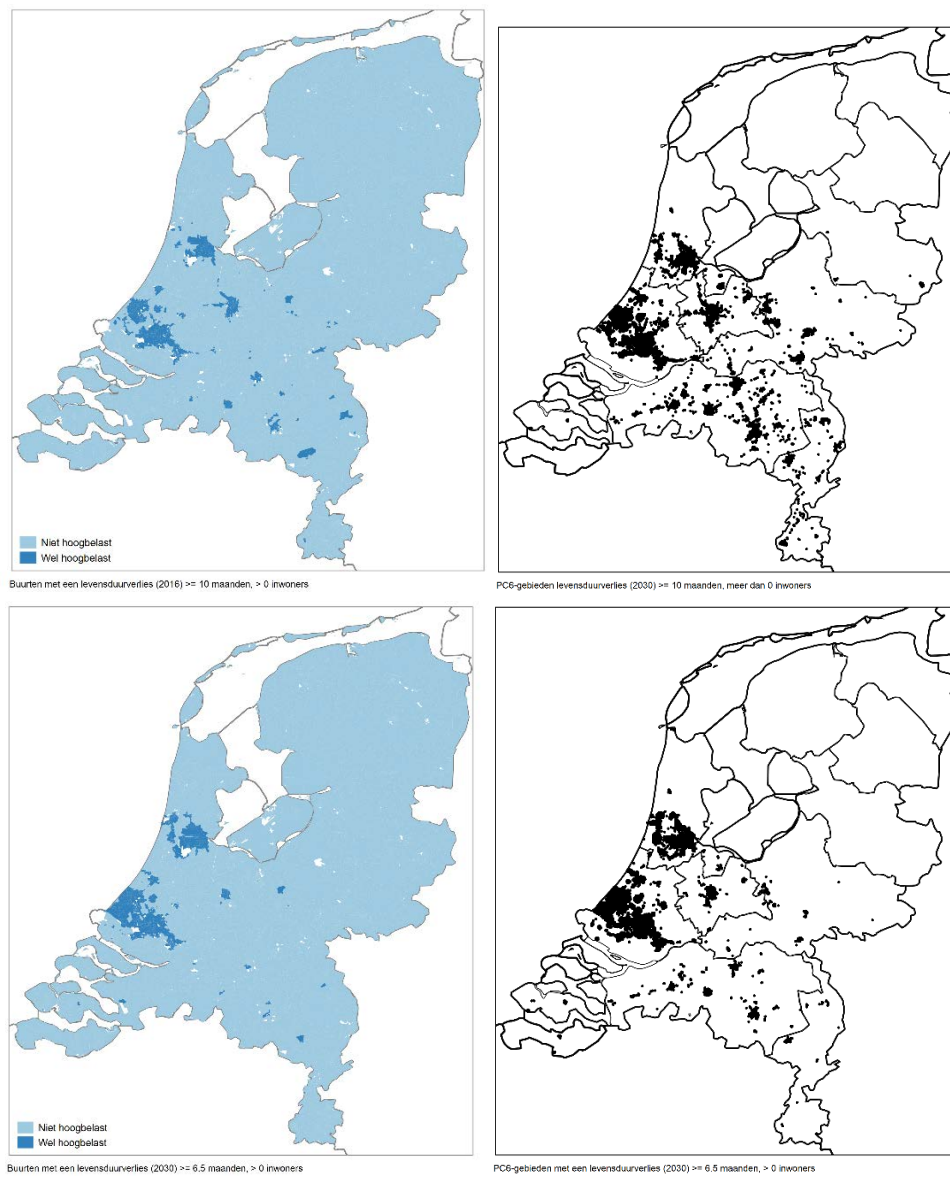 Niet hoogbelast
Wel hoogbelast
Buurten met een levensduurverlies (2016) >= 10 maanden, > 0 inwoners
PC6-gebieden levensduurverlies (2030) >= 10 maanden, meer dan 0 inwoners
Niet hoogbelast
Wel hoogbelast
Buurten met een levensduurverlies (2030) >= 6.5 maanden, > 0 inwoners
PC6-gebieden met een levensduurverlies (2030) >= 6.5 maanden, > 0 inwoners